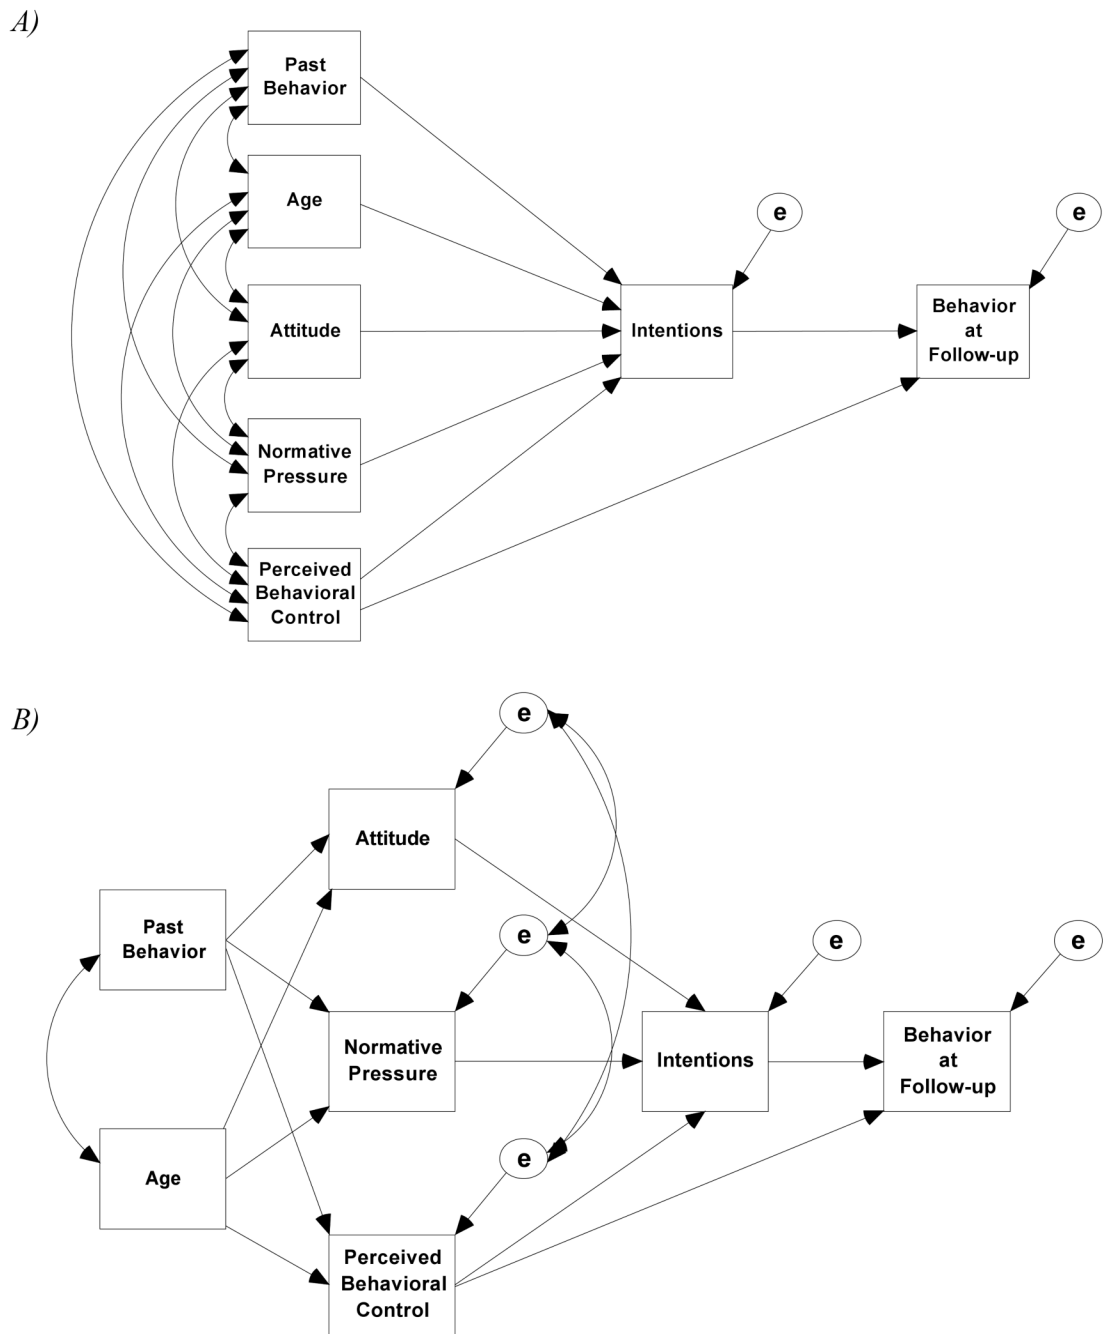 A)
Past
Behavior
Age
e
e
Attitude
Intentions
Behavior
at
Follow-up
Normative
Pressure
Perceived
Behavioral
Control
B)
e
Attitude
Past
Behavior
e
e
e
Normative
Pressure
Intentions
Behavior
at
Follow-up
Age
e
Perceived
Behavioral
Control